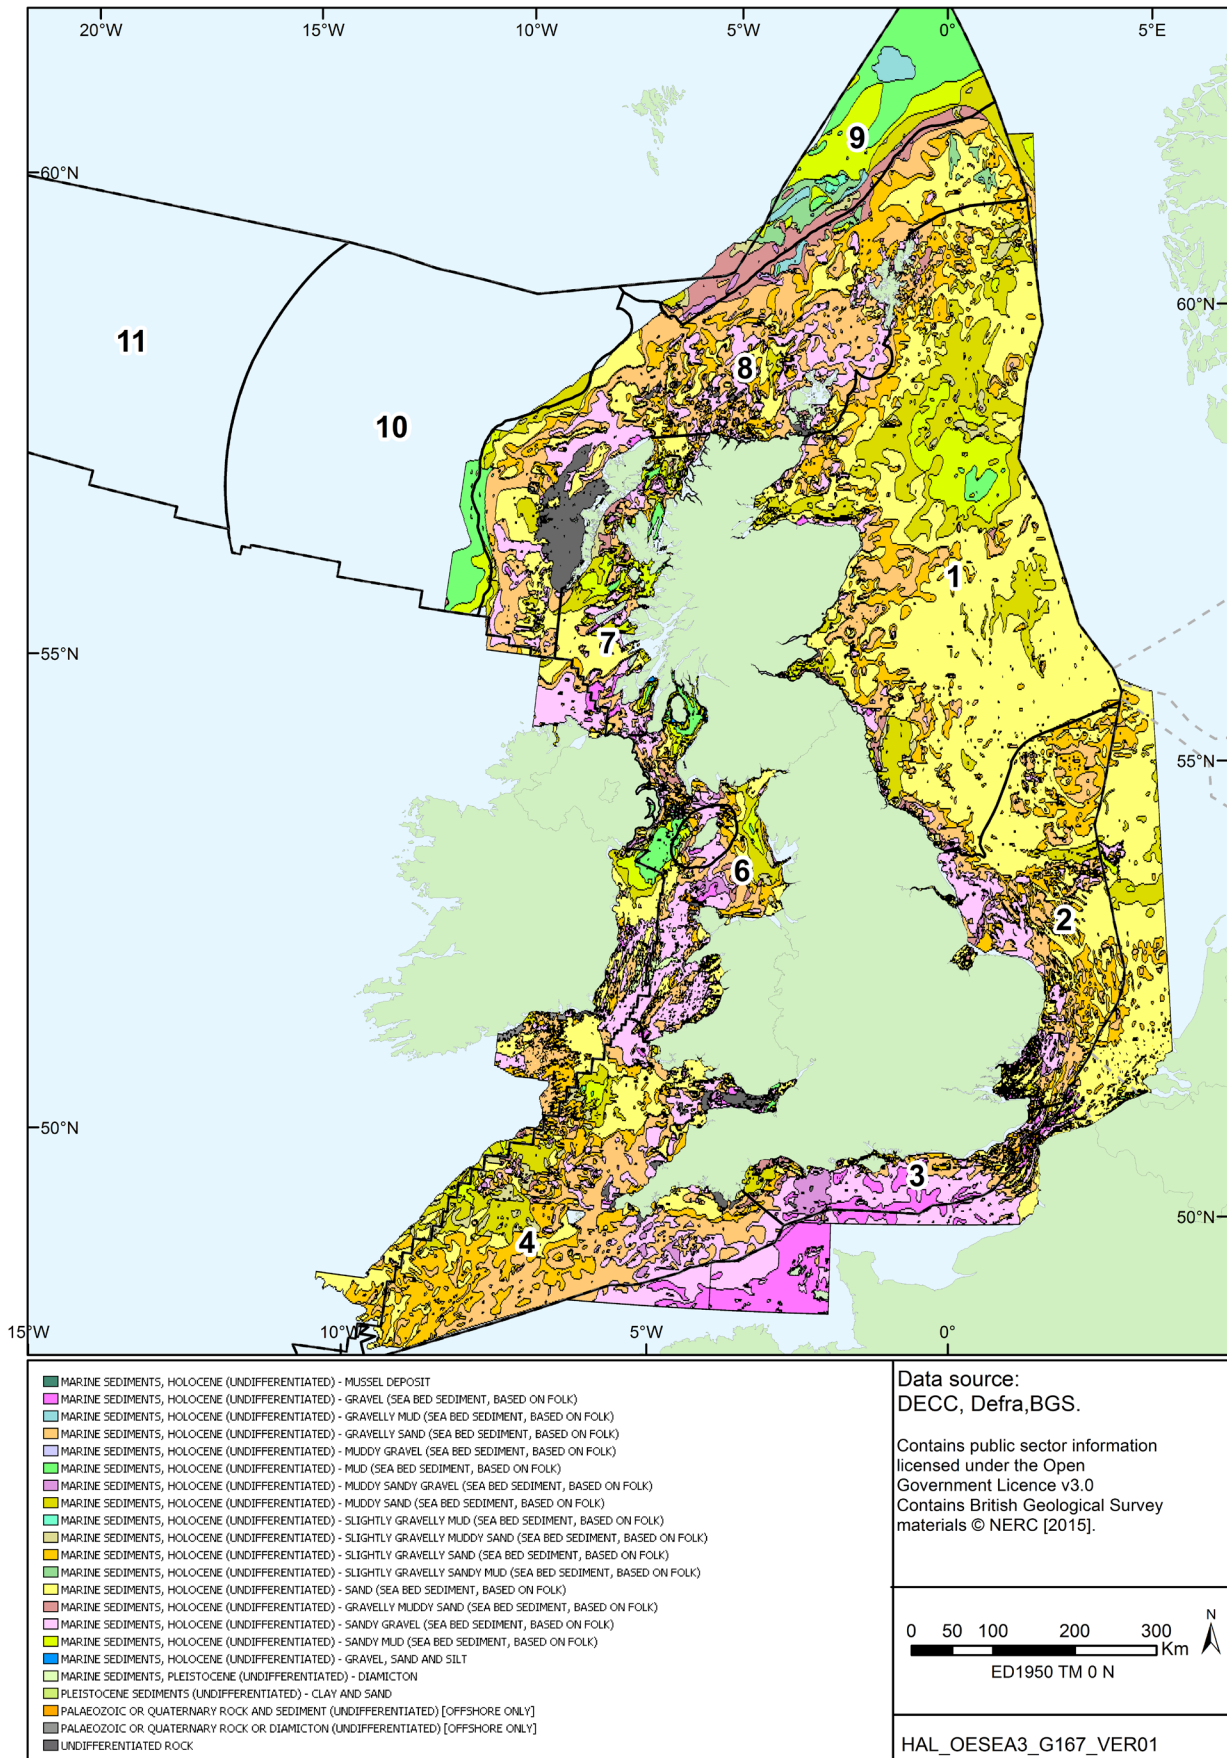 20°W 15°W 10°W 5°W 0° 5°E
9
60°N
60°N
11
8
10
1
7
55°N
55°N
6
2
50°N
3
50°N
4
15°W 10°W 5°W 0°
MARINE SEDIMENTS, HOLOCENE (UNDIFFERENTIATED) - MUSSEL DEPOSIT
MARINE SEDIMENTS, HOLOCENE (UNDIFFERENTIATED) - GRAVEL (SEA BED SEDIMENT, BASED ON FOLK)
MARINE SEDIMENTS, HOLOCENE (UNDIFFERENTIATED) - GRAVELLY MUD (SEA BED SEDIMENT, BASED ON FOLK)
MARINE SEDIMENTS, HOLOCENE (UNDIFFERENTIATED) - GRAVELLY SAND (SEA BED SEDIMENT, BASED ON FOLK)
MARINE SEDIMENTS, HOLOCENE (UNDIFFERENTIATED) - MUDDY GRAVEL (SEA BED SEDIMENT, BASED ON FOLK)
MARINE SEDIMENTS, HOLOCENE (UNDIFFERENTIATED) - MUD (SEA BED SEDIMENT, BASED ON FOLK)
MARINE SEDIMENTS, HOLOCENE (UNDIFFERENTIATED) - MUDDY SANDY GRAVEL (SEA BED SEDIMENT, BASED ON FOLK)
MARINE SEDIMENTS, HOLOCENE (UNDIFFERENTIATED) - MUDDY SAND (SEA BED SEDIMENT, BASED ON FOLK)
MARINE SEDIMENTS, HOLOCENE (UNDIFFERENTIATED) - SLIGHTLY GRAVELLY MUD (SEA BED SEDIMENT, BASED ON FOLK)
MARINE SEDIMENTS, HOLOCENE (UNDIFFERENTIATED) - SLIGHTLY GRAVELLY MUDDY SAND (SEA BED SEDIMENT, BASED ON FOLK)
MARINE SEDIMENTS, HOLOCENE (UNDIFFERENTIATED) - SLIGHTLY GRAVELLY SAND (SEA BED SEDIMENT, BASED ON FOLK)
MARINE SEDIMENTS, HOLOCENE (UNDIFFERENTIATED) - SLIGHTLY GRAVELLY SANDY MUD (SEA BED SEDIMENT, BASED ON FOLK)
MARINE SEDIMENTS, HOLOCENE (UNDIFFERENTIATED) - SAND (SEA BED SEDIMENT, BASED ON FOLK)
MARINE SEDIMENTS, HOLOCENE (UNDIFFERENTIATED) - GRAVELLY MUDDY SAND (SEA BED SEDIMENT, BASED ON FOLK)
MARINE SEDIMENTS, HOLOCENE (UNDIFFERENTIATED) - SANDY GRAVEL (SEA BED SEDIMENT, BASED ON FOLK)
MARINE SEDIMENTS, HOLOCENE (UNDIFFERENTIATED) - SANDY MUD (SEA BED SEDIMENT, BASED ON FOLK)
MARINE SEDIMENTS, HOLOCENE (UNDIFFERENTIATED) - GRAVEL, SAND AND SILT
MARINE SEDIMENTS, PLEISTOCENE (UNDIFFERENTIATED) - DIAMICTON
PLEISTOCENE SEDIMENTS (UNDIFFERENTIATED) - CLAY AND SAND
PALAEOZOIC OR QUATERNARY ROCK AND SEDIMENT (UNDIFFERENTIATED) [OFFSHORE ONLY]
PALAEOZOIC OR QUATERNARY ROCK OR DIAMICTON (UNDIFFERENTIATED) [OFFSHORE ONLY]
UNDIFFERENTIATED ROCK
Data source:
DECC, Defra,BGS.
Contains public sector information
licensed under the Open
Government Licence v3.0
Contains British Geological Survey
materials © NERC [2015].
N
0 50 100 200 300
Km
ED1950 TM 0 N
HAL_OESEA3_G167_VER01